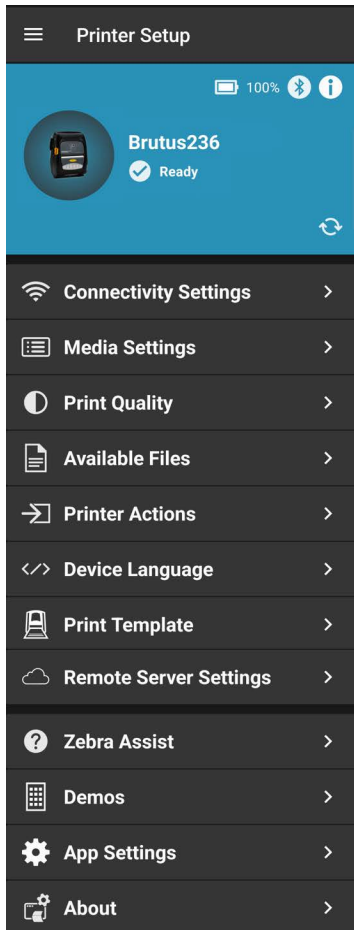 Printer Setup
100%
Brutus236
Ready
Connectivity Settings
Media Settings
Print Quality
Available Files
Printer Actions
Device Language
Print Template
Remote Server Settings
Zebra Assist
Demos
App Settings
About